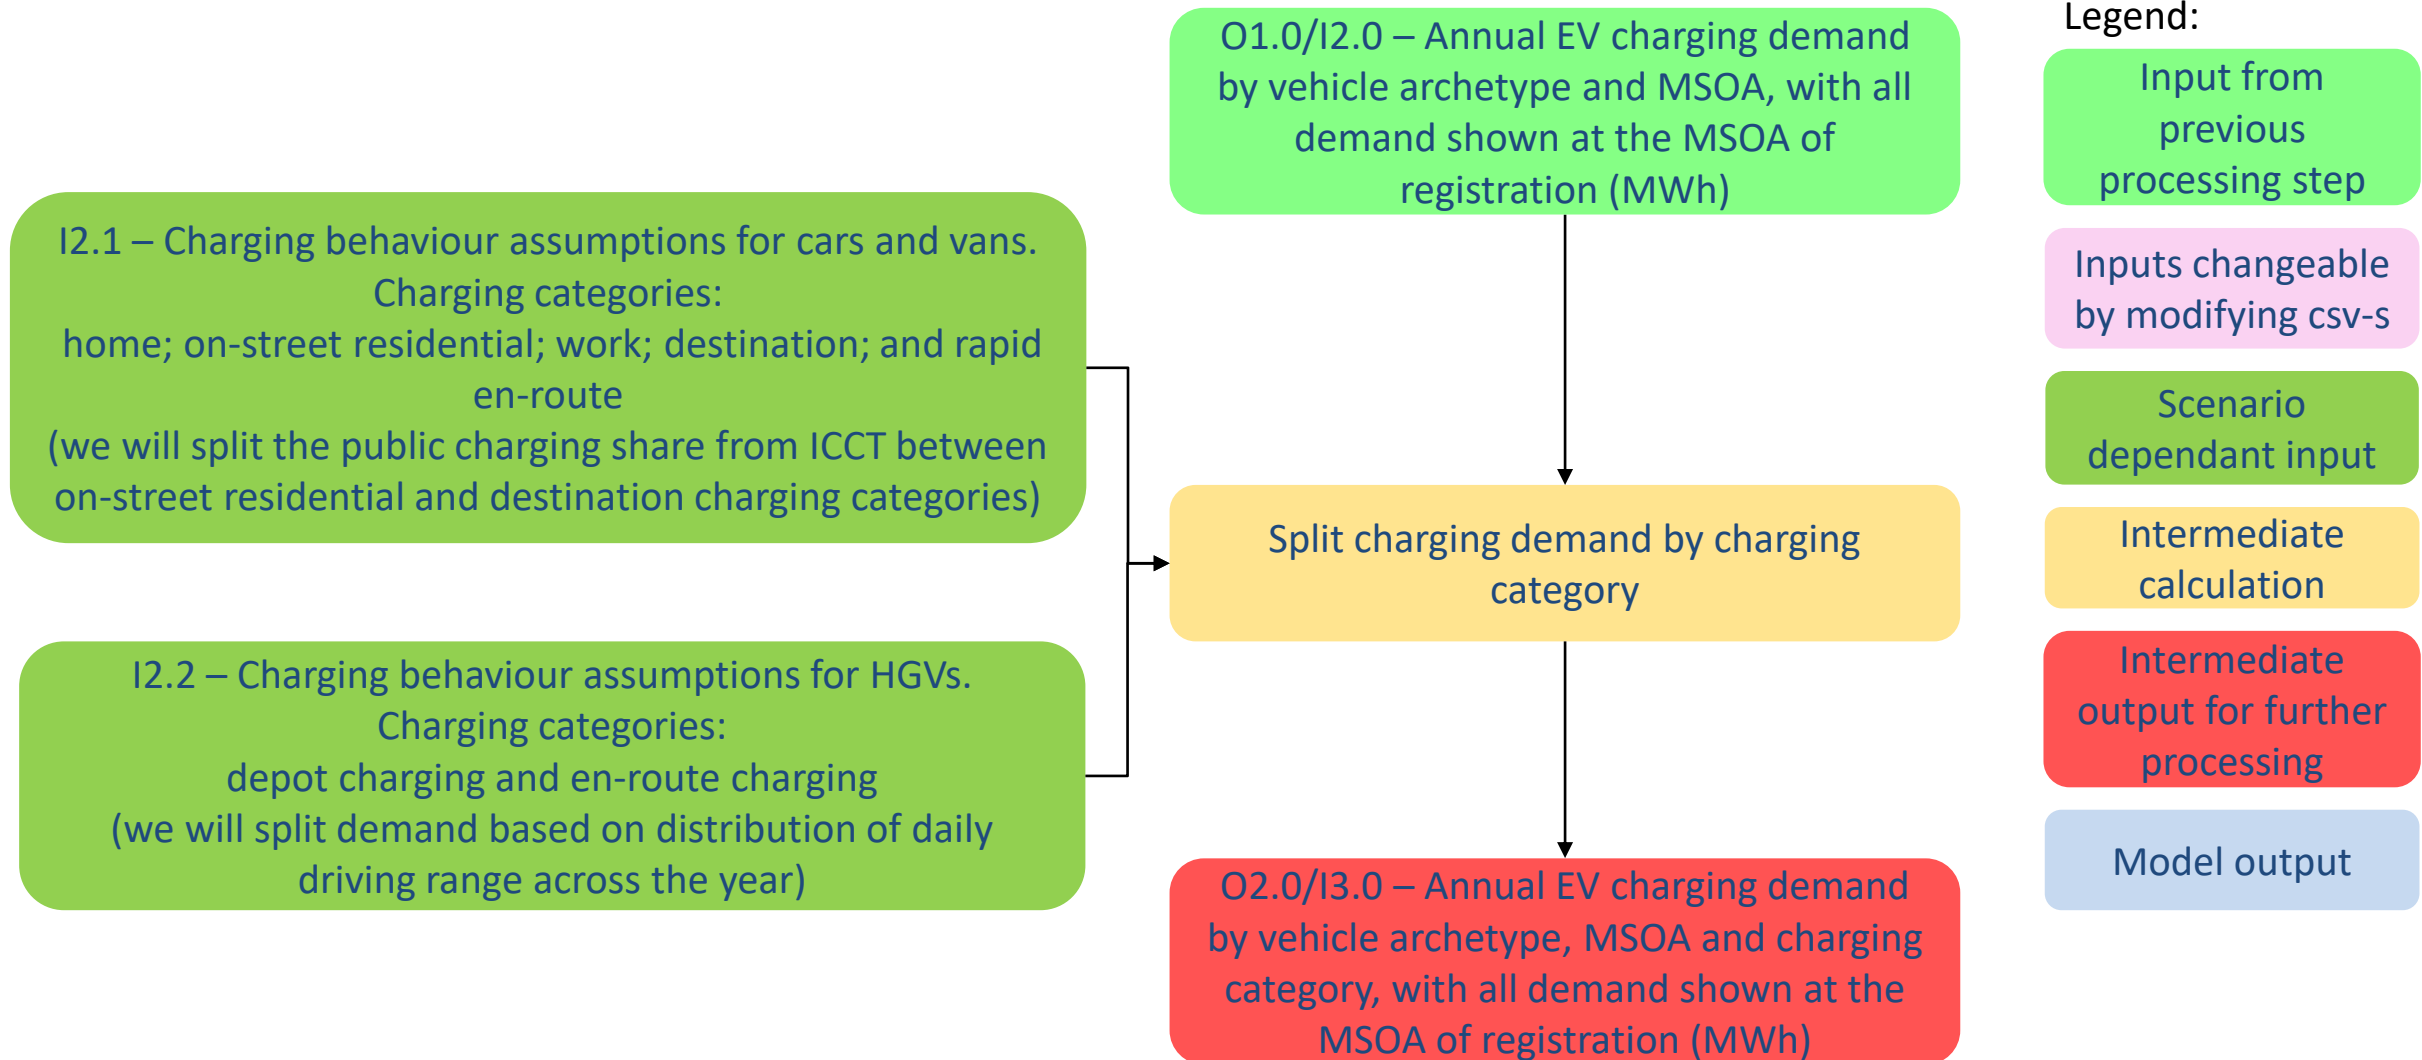 O1.0/I2.0 – Annual EV charging demand
by vehicle archetype and MSOA, with all
demand shown at the MSOA of
registration (MWh)
I2.1 – Charging behaviour assumptions for cars and vans.
Charging categories:
home; on-street residential; work; destination; and rapid
en-route
(we will split the public charging share from ICCT between
on-street residential and destination charging categories)
Split charging demand by charging
category
I2.2 – Charging behaviour assumptions for HGVs.
Charging categories:
depot charging and en-route charging
(we will split demand based on distribution of daily
driving range across the year)
O2.0/I3.0 – Annual EV charging demand
by vehicle archetype, MSOA and charging
category, with all demand shown at the
MSOA of registration (MWh)
Legend:
Input from
previous
processing step
Inputs changeable
by modifying csv-s
Scenario
dependant input
Intermediate
calculation
Intermediate
output for further
processing
Model output